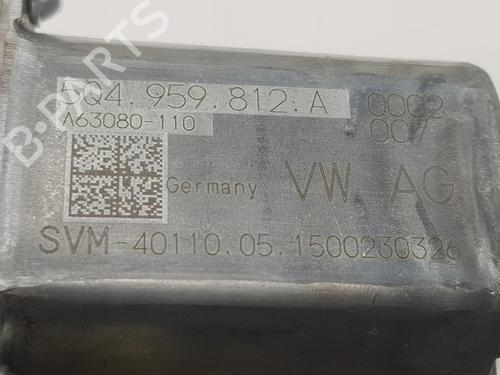 5Q4.959.812.A 0002
A63080-110 007
Germany VW AG
SVM-40110.05.1500230326
B-PARTS